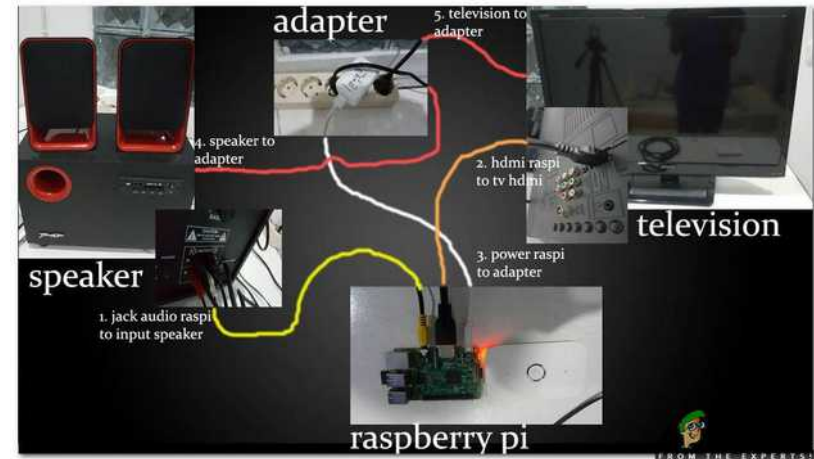 adapter
5. television to
adapter
4. speaker to
adapter
2. hdmi raspi
to tv hdmi
television
3. power raspi
to adapter
speaker
1. jack audio raspi
to input speaker
raspberry pi
FROM THE EXPERTS!